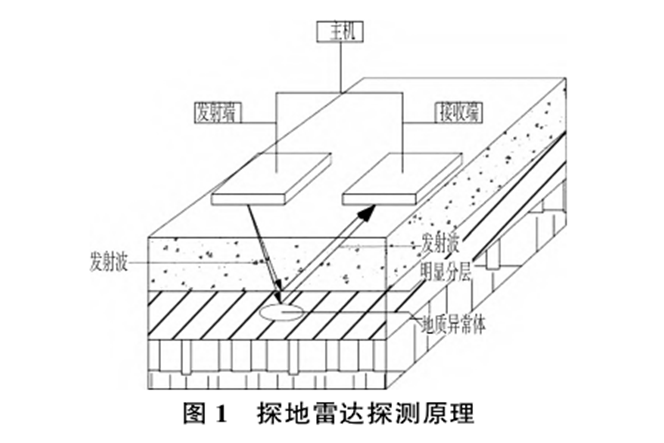 主机
发射端
接收端
发射波
发射波
明显分层
地质异常体
图 1 探地雷达探测原理